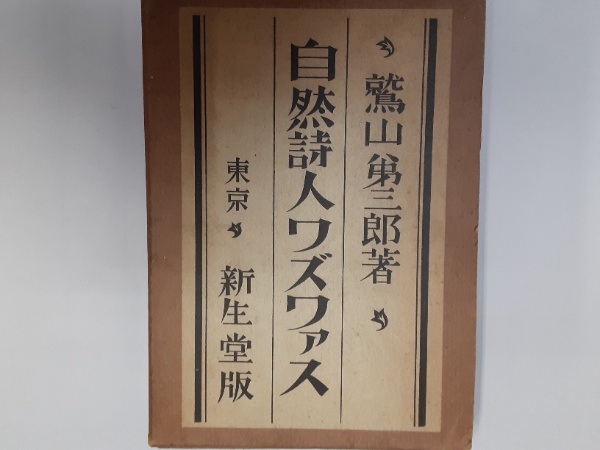 鷲山第三郎著
自然詩人ワズワァス
東京 新生堂版